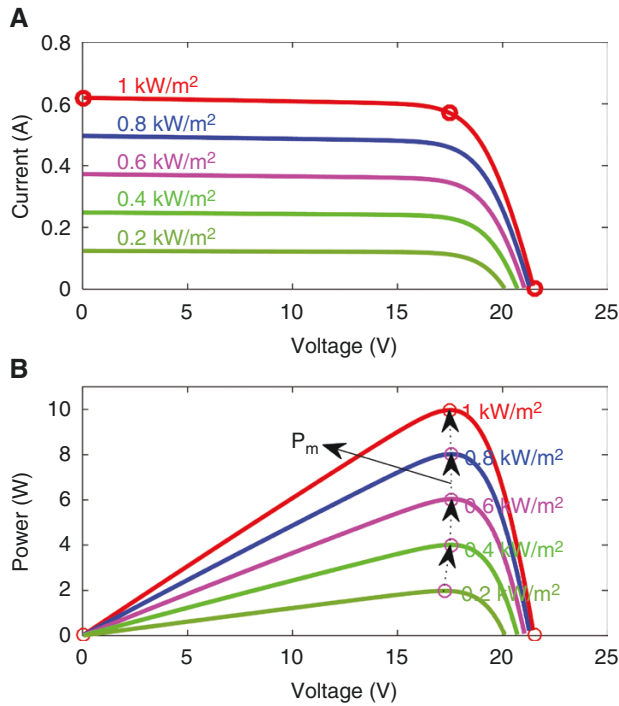 A
0.8
0.6
0.4
0.2
0
Current (A)
1 kW/m²
0.8 kW/m²
0.6 kW/m²
0.4 kW/m²
0.2 kW/m²
0 5 10 15 20 25
Voltage (V)
B
10
8
6
4
2
0
Power (W)
Pm
1 kW/m²
0.8 kW/m²
0.6 kW/m²
0.4 kW/m²
0.2 kW/m²
0 5 10 15 20 25
Voltage (V)